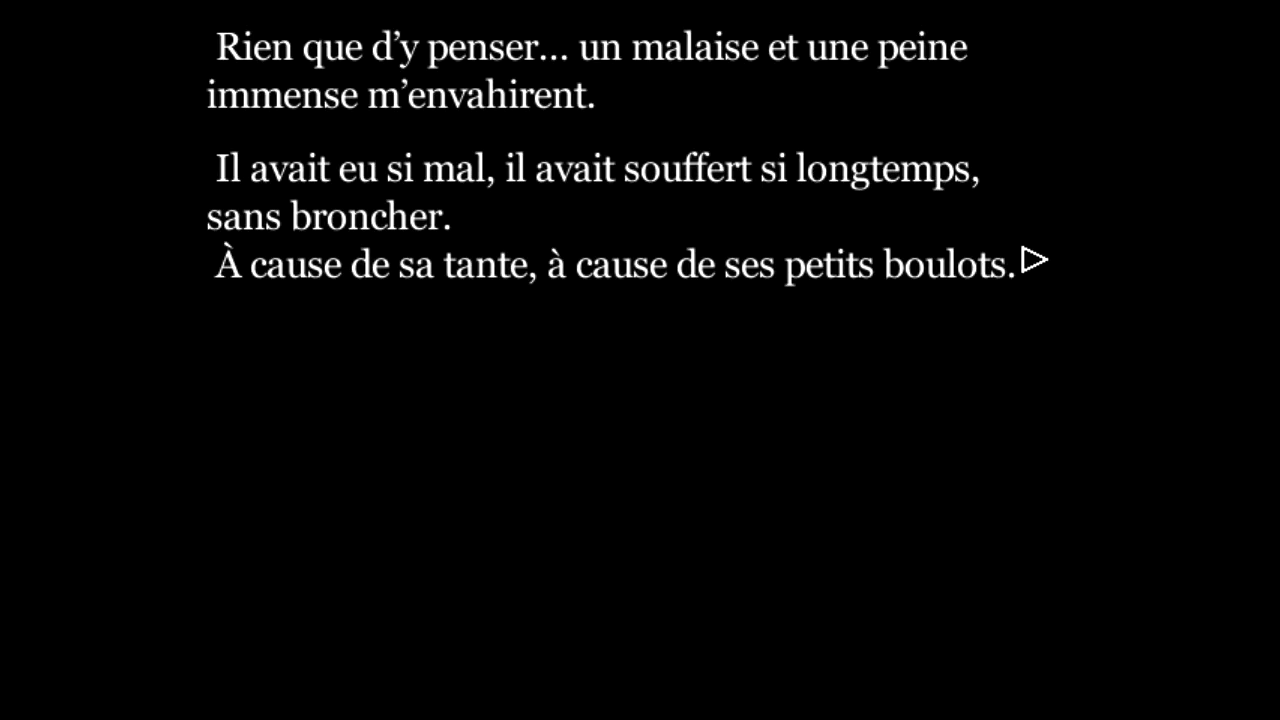 Rien que d’y penser... un malaise et une peine
immense m’envahirent.
Il avait eu si mal, il avait souffert si longtemps,
sans broncher.
À cause de sa tante, à cause de ses petits boulots.